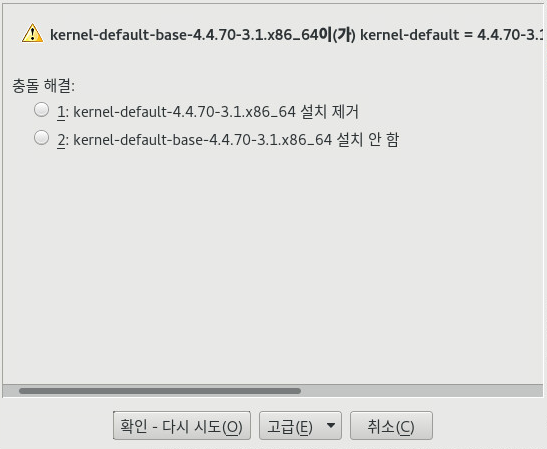 kernel-default-base-4.4.70-3.1.x86_64이(가) kernel-default = 4.4.70-3.1
충돌 해결:
1: kernel-default-4.4.70-3.1.x86_64 설치 제거
2: kernel-default-base-4.4.70-3.1.x86_64 설치 안 함
확인 - 다시 시도(O)
고급(E)
취소(C)